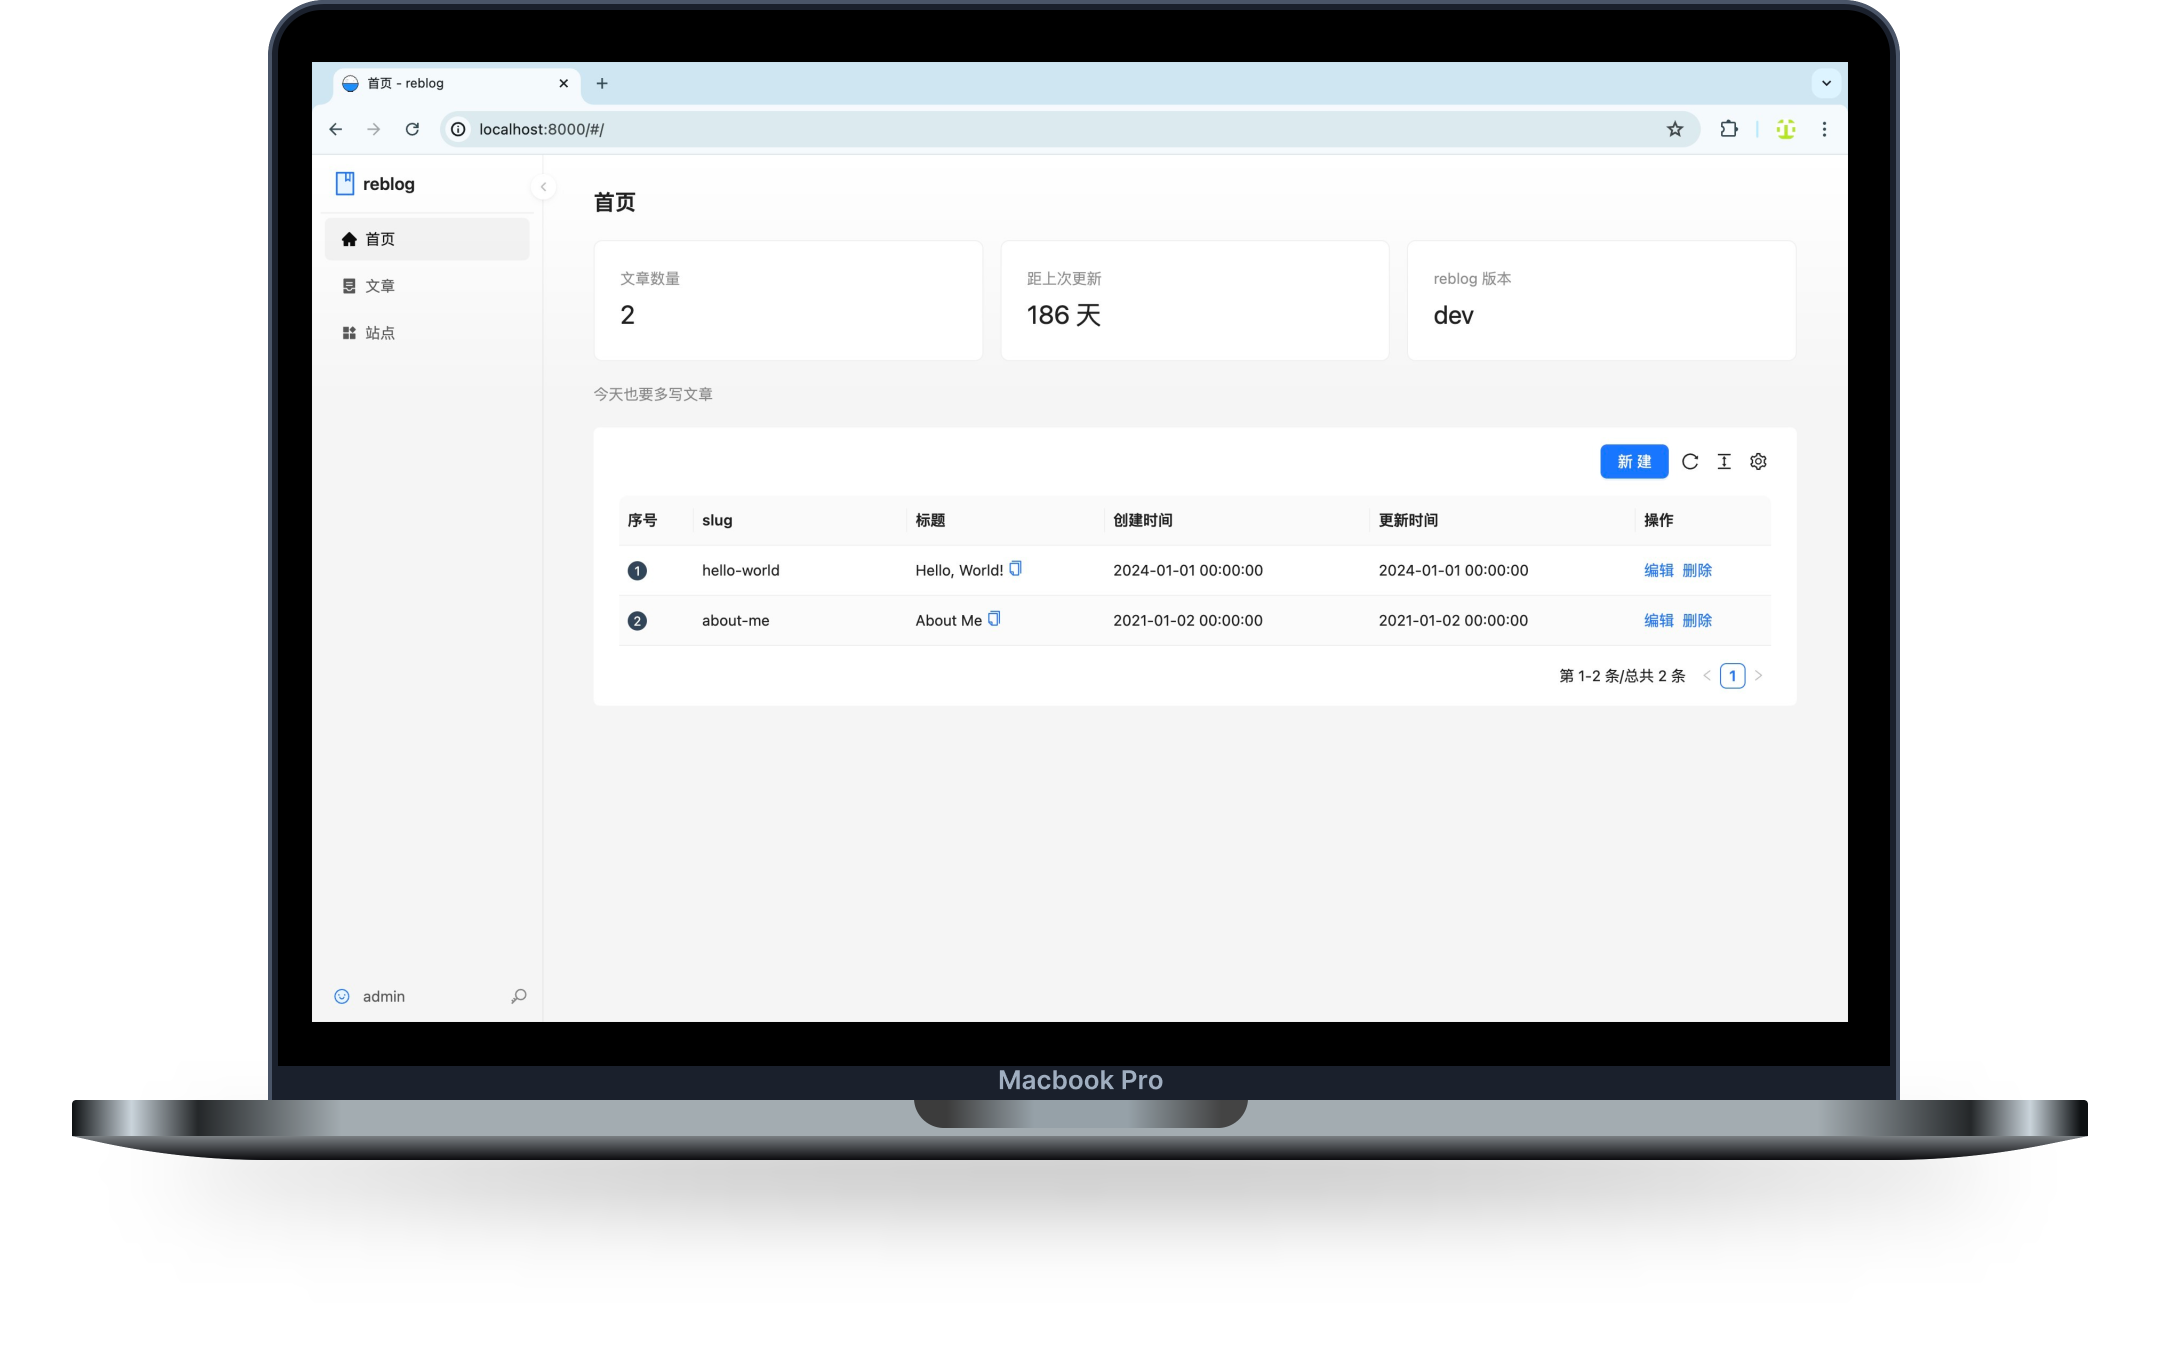 首页 - reblog
localhost:8000/#/
reblog
首页
文章
站点
admin
首页
文章数量
2
距上次更新
186 天
reblog 版本
dev
今天也要多写文章
新 建
序号 slug 标题 创建时间 更新时间 操作
1 hello-world Hello, World! 2024-01-01 00:00:00 2024-01-01 00:00:00 编辑 删除
2 about-me About Me 2021-01-02 00:00:00 2021-01-02 00:00:00 编辑 删除
第 1-2 条/总共 2 条 1
Macbook Pro